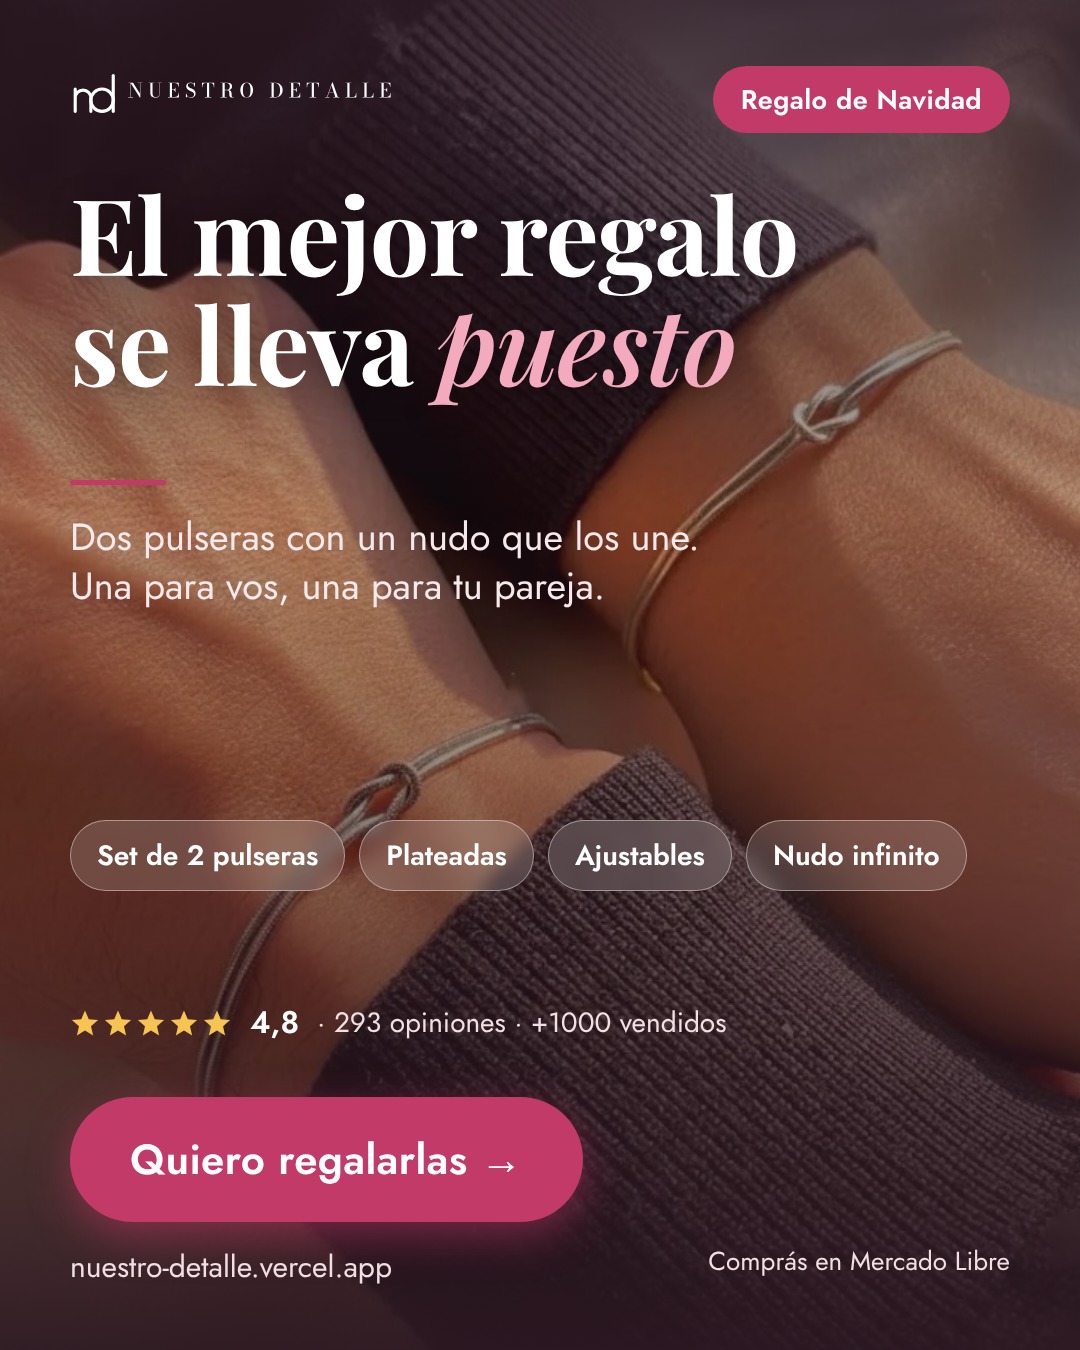 nd NUESTRO DETALLE
Regalo de Navidad
El mejor regalo
se lleva puesto
Dos pulseras con un nudo que los une.
Una para vos, una para tu pareja.
Set de 2 pulseras
Plateadas
Ajustables
Nudo infinito
★★★★★ 4,8 · 293 opiniones · +1000 vendidos
Quiero regalarlas →
nuestro-detalle.vercel.app
Comprás en Mercado Libre